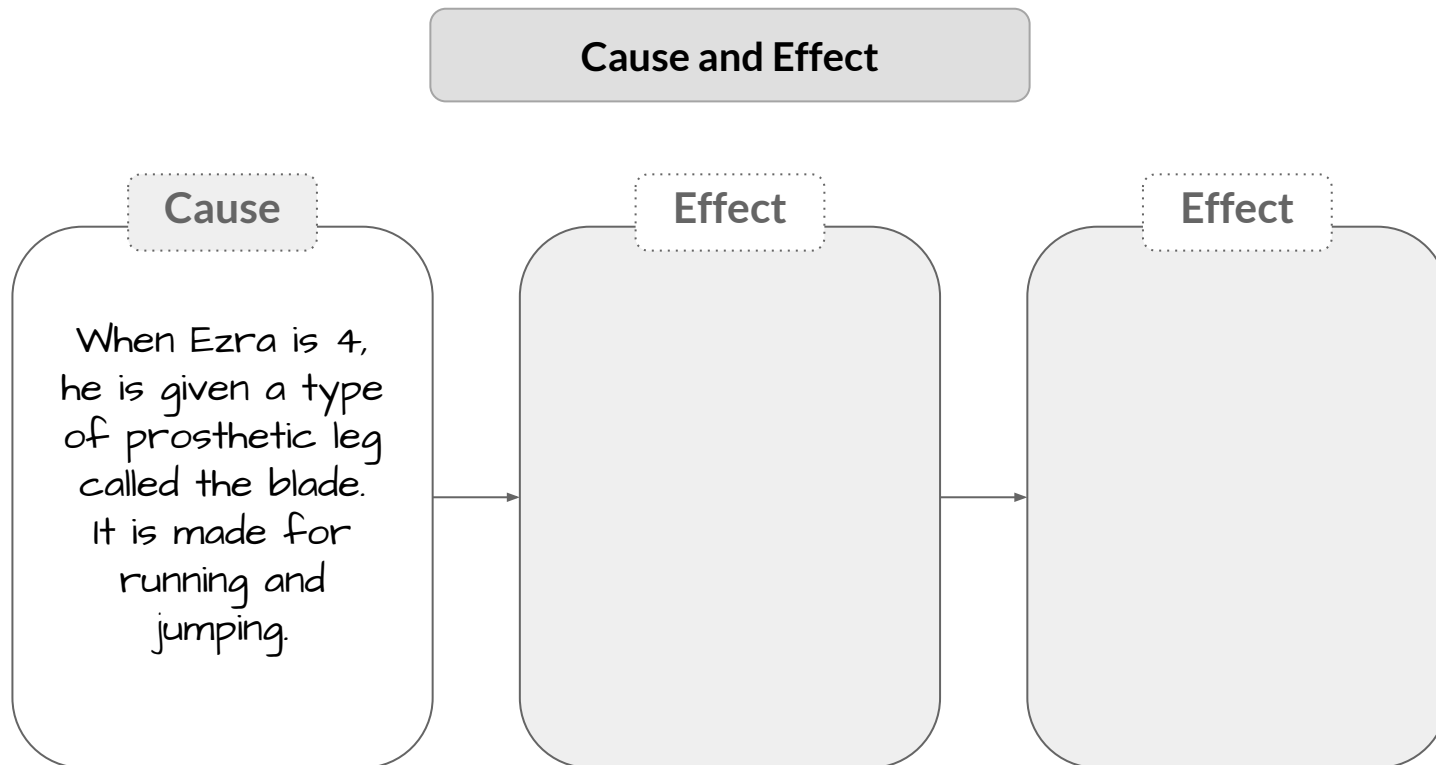 Cause and Effect
Cause
Effect
Effect
When Ezra is 4,
he is given a type
of prosthetic leg
called the blade.
It is made for
running and
jumping.